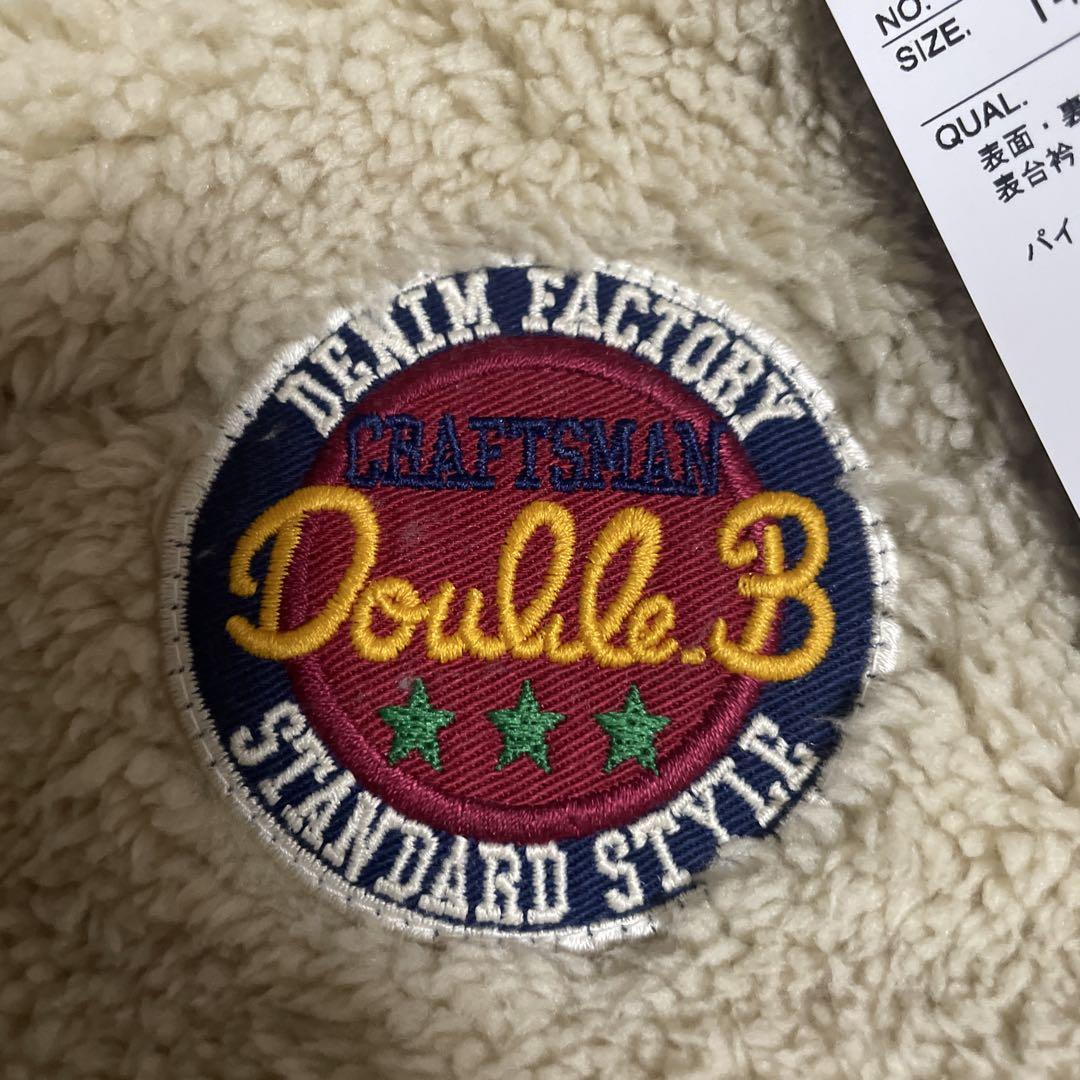 NO.
SIZE.
QUAL.
表面・裏
表台衿
パイ
DENIM FACTORY
CRAFTSMAN
Double.B
STANDARD STYLE